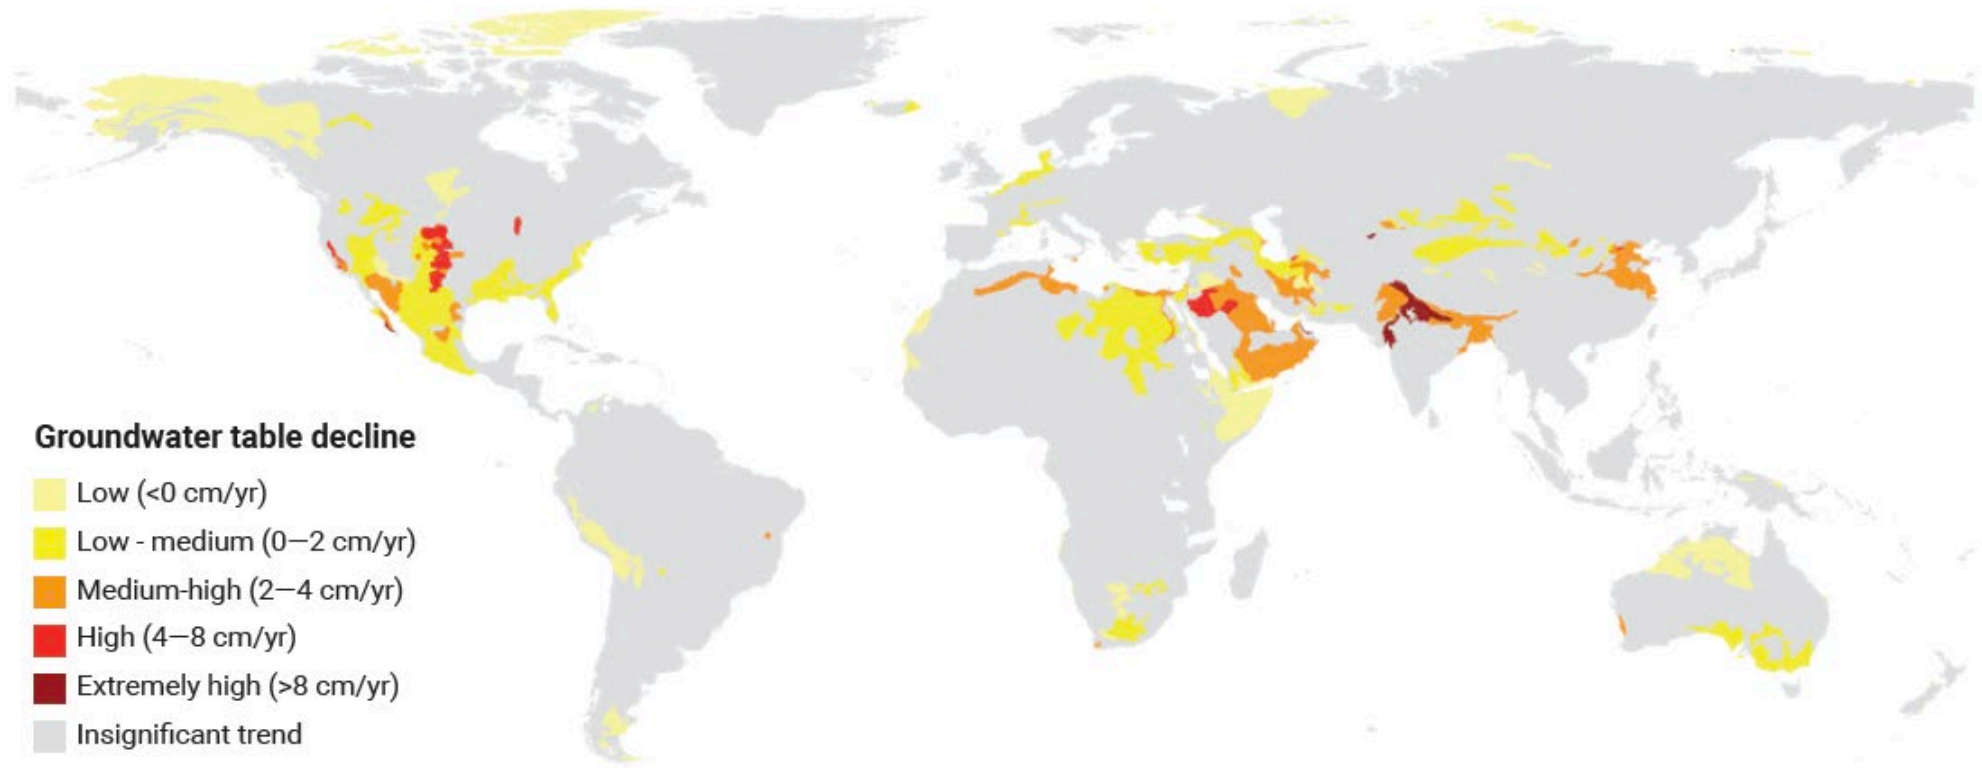 Groundwater table decline
Low (<0 cm/yr)
Low - medium (0—2 cm/yr)
Medium-high (2—4 cm/yr)
High (4—8 cm/yr)
Extremely high (>8 cm/yr)
Insignificant trend